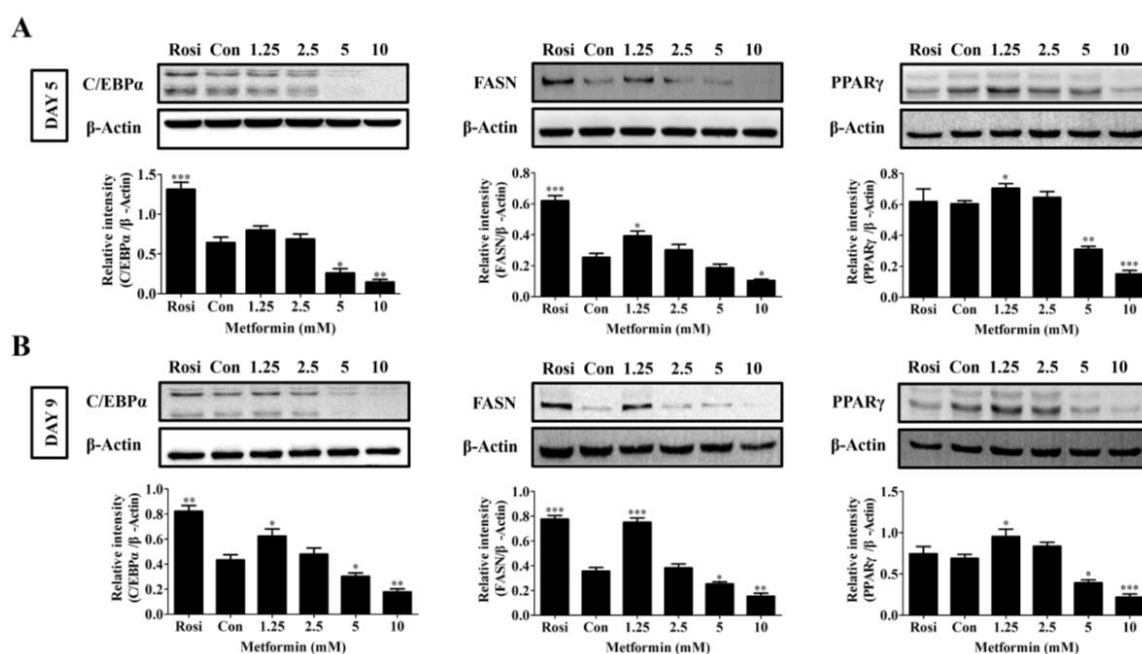 A
DAY 5
Rosi Con 1.25 2.5 5 10
C/EBPα
β-Actin
Relative intensity
(C/EBPα /β -Actin)
1.5
1.0
0.5
0.0
***
*
**
Rosi Con 1.25 2.5 5 10
Metformin (mM)
Rosi Con 1.25 2.5 5 10
FASN
β-Actin
Relative intensity
(FASN/β -Actin)
0.8
0.6
0.4
0.2
0.0
***
*
*
Rosi Con 1.25 2.5 5 10
Metformin (mM)
Rosi Con 1.25 2.5 5 10
PPARγ
β-Actin
Relative intensity
(PPARγ /β -Actin)
0.8
0.6
0.4
0.2
0.0
*
**
***
Rosi Con 1.25 2.5 5 10
Metformin (mM)
B
DAY 9
Rosi Con 1.25 2.5 5 10
C/EBPα
β-Actin
Relative intensity
(C/EBPα /β -Actin)
1.0
0.8
0.6
0.4
0.2
0.0
**
*
*
**
Rosi Con 1.25 2.5 5 10
Metformin (mM)
Rosi Con 1.25 2.5 5 10
FASN
β-Actin
Relative intensity
(FASN/β -Actin)
1.0
0.8
0.6
0.4
0.2
0.0
***
***
*
**
Rosi Con 1.25 2.5 5 10
Metformin (mM)
Rosi Con 1.25 2.5 5 10
PPARγ
β-Actin
Relative intensity
(PPARγ /β -Actin)
1.5
1.0
0.5
0.0
*
*
***
Rosi Con 1.25 2.5 5 10
Metformin (mM)